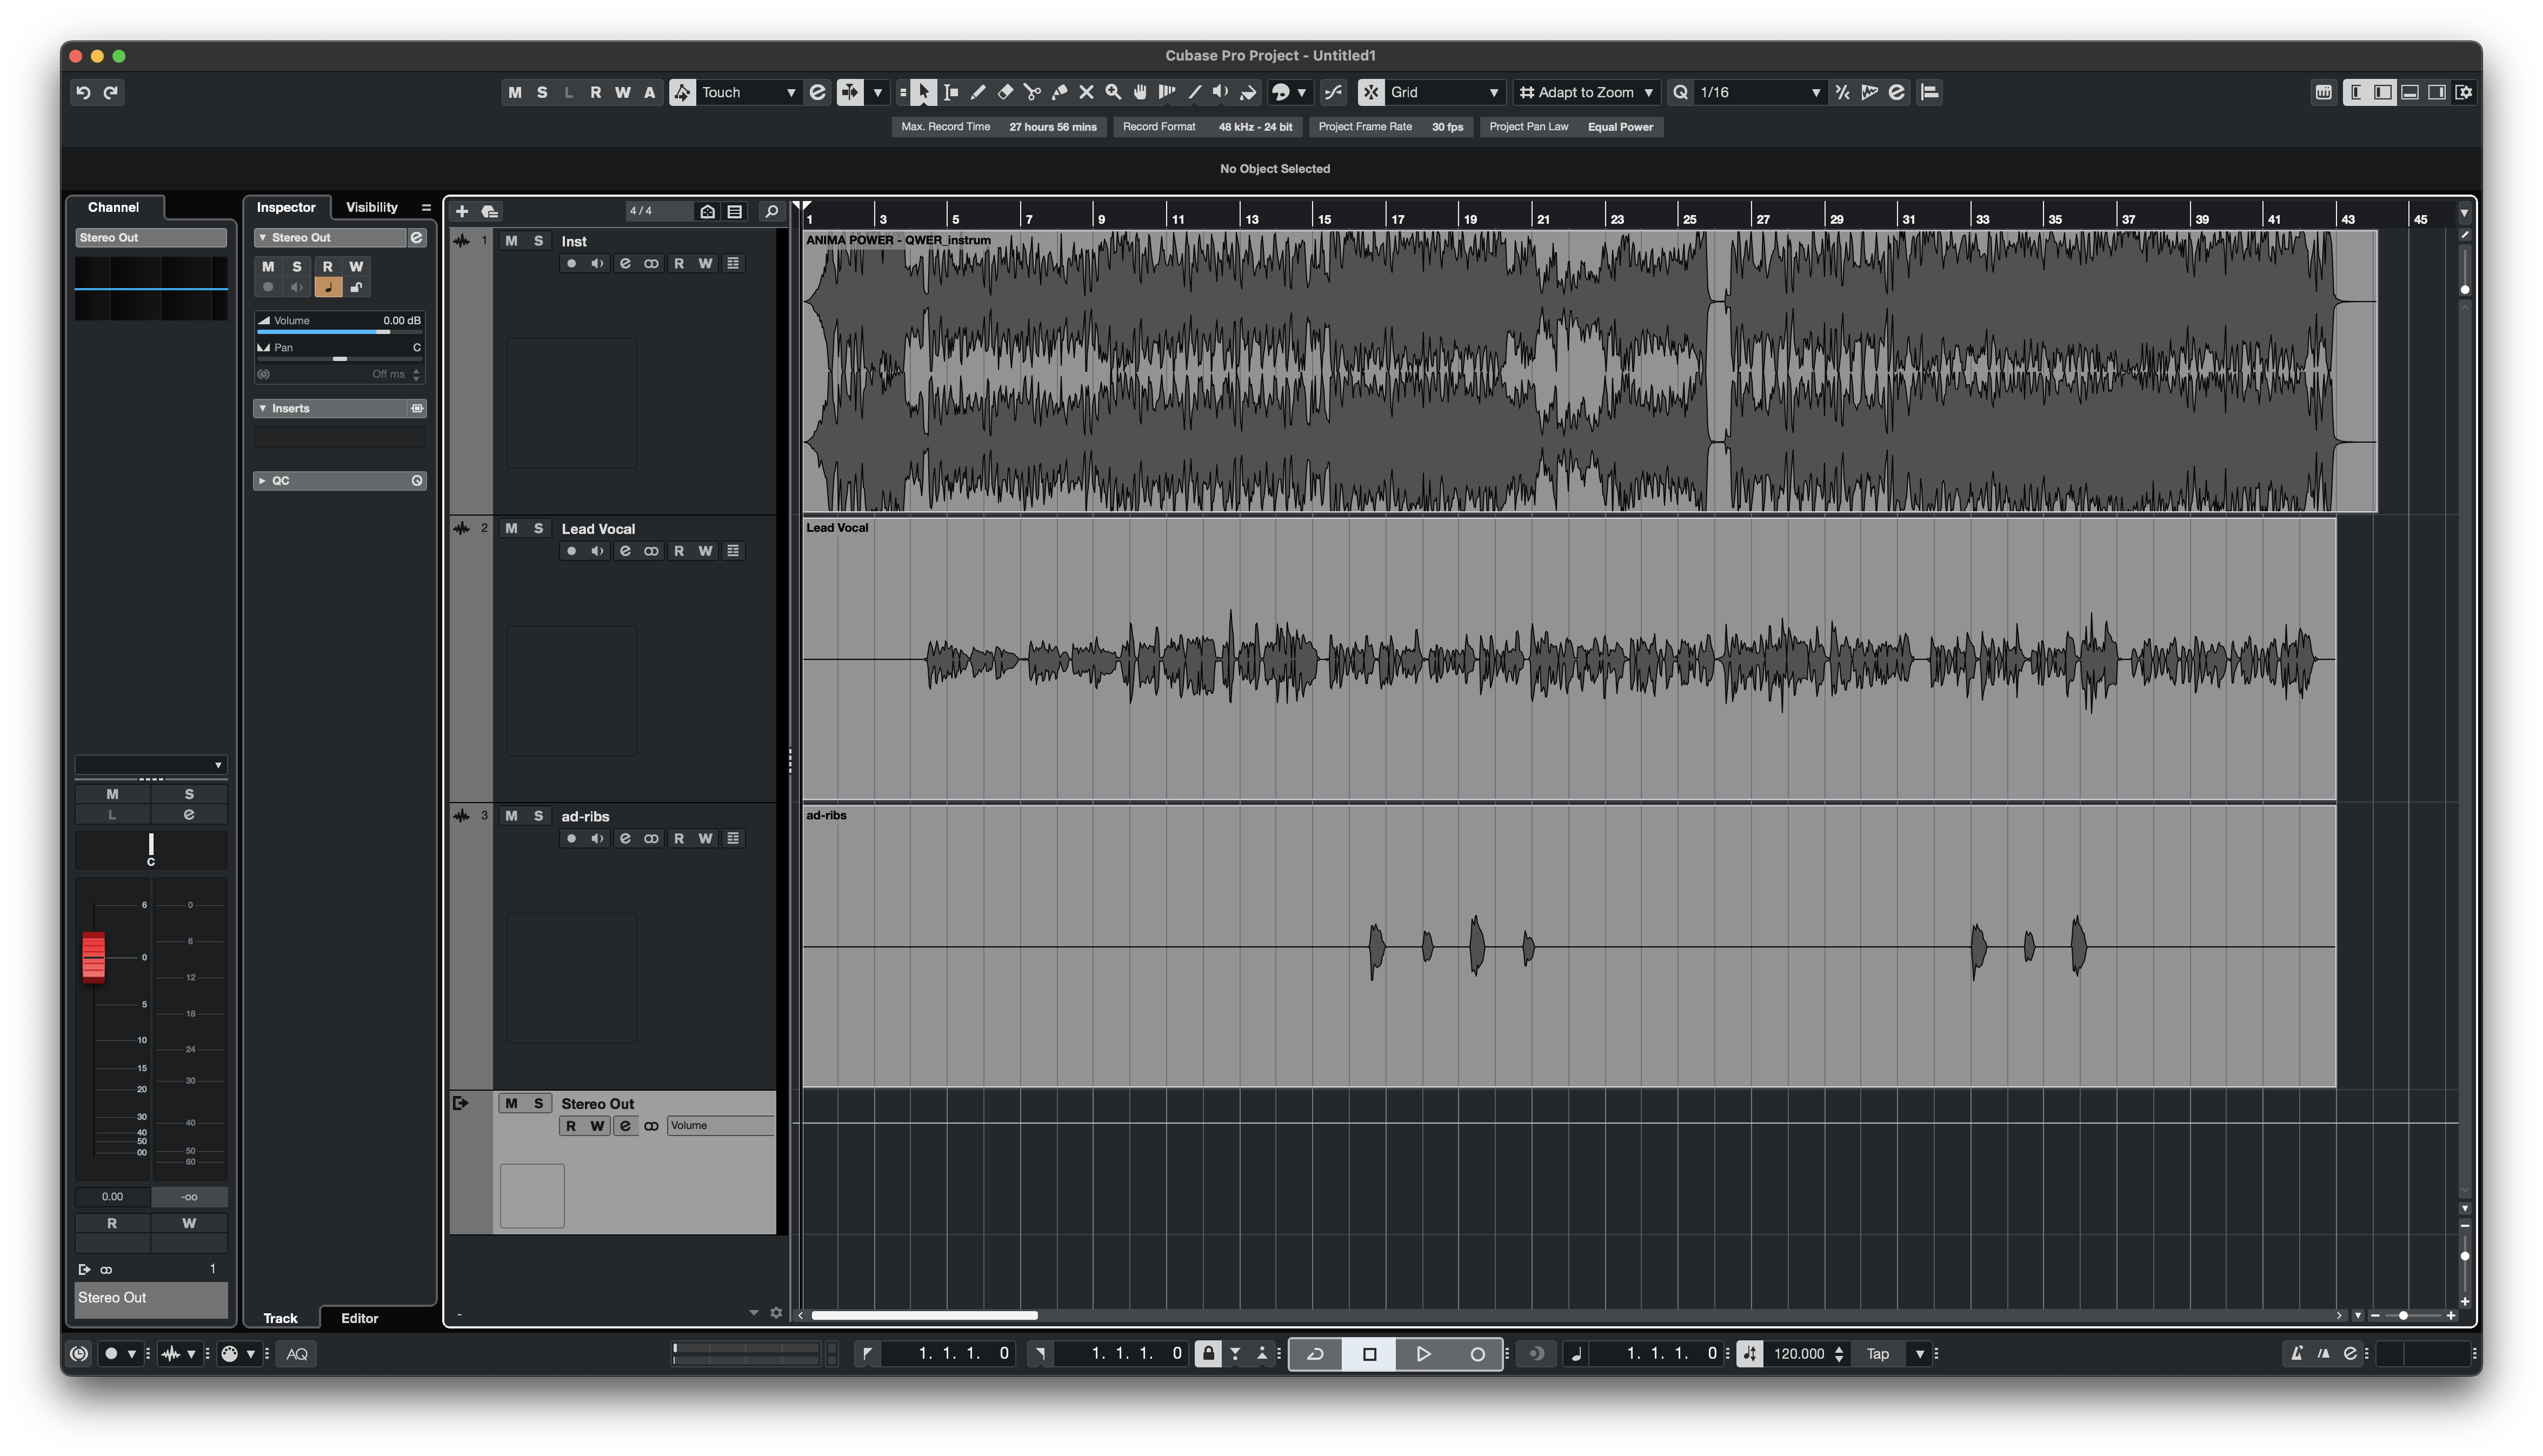 Cubase Pro Project - Untitled1
M S L R W A Touch Grid Adapt to Zoom Q 1/16
Max. Record Time 27 hours 56 mins Record Format 48 kHz - 24 bit Project Frame Rate 30 fps Project Pan Law Equal Power
No Object Selected
Channel
Stereo Out
M S
L e
C
6 0
6
0
12
5
18
10
24
15
30
20
30
40
40
50
50
00
60
0.00 -oo
R W
1
Stereo Out
Inspector Visibility
Stereo Out e
M S R W
Volume 0.00 dB
Pan C
Off ms
Inserts
QC
Track Editor
4 / 4
1 3 5 7 9 11 13 15 17 19 21 23 25 27 29 31 33 35 37 39 41 43 45
1 M S Inst
e R W
ANIMA POWER - QWER_instrum
2 M S Lead Vocal
e R W
Lead Vocal
3 M S ad-ribs
e R W
ad-ribs
M S Stereo Out
R W e Volume
-
AQ 1. 1. 1. 0 1. 1. 1. 0 1. 1. 1. 0 120.000 Tap e